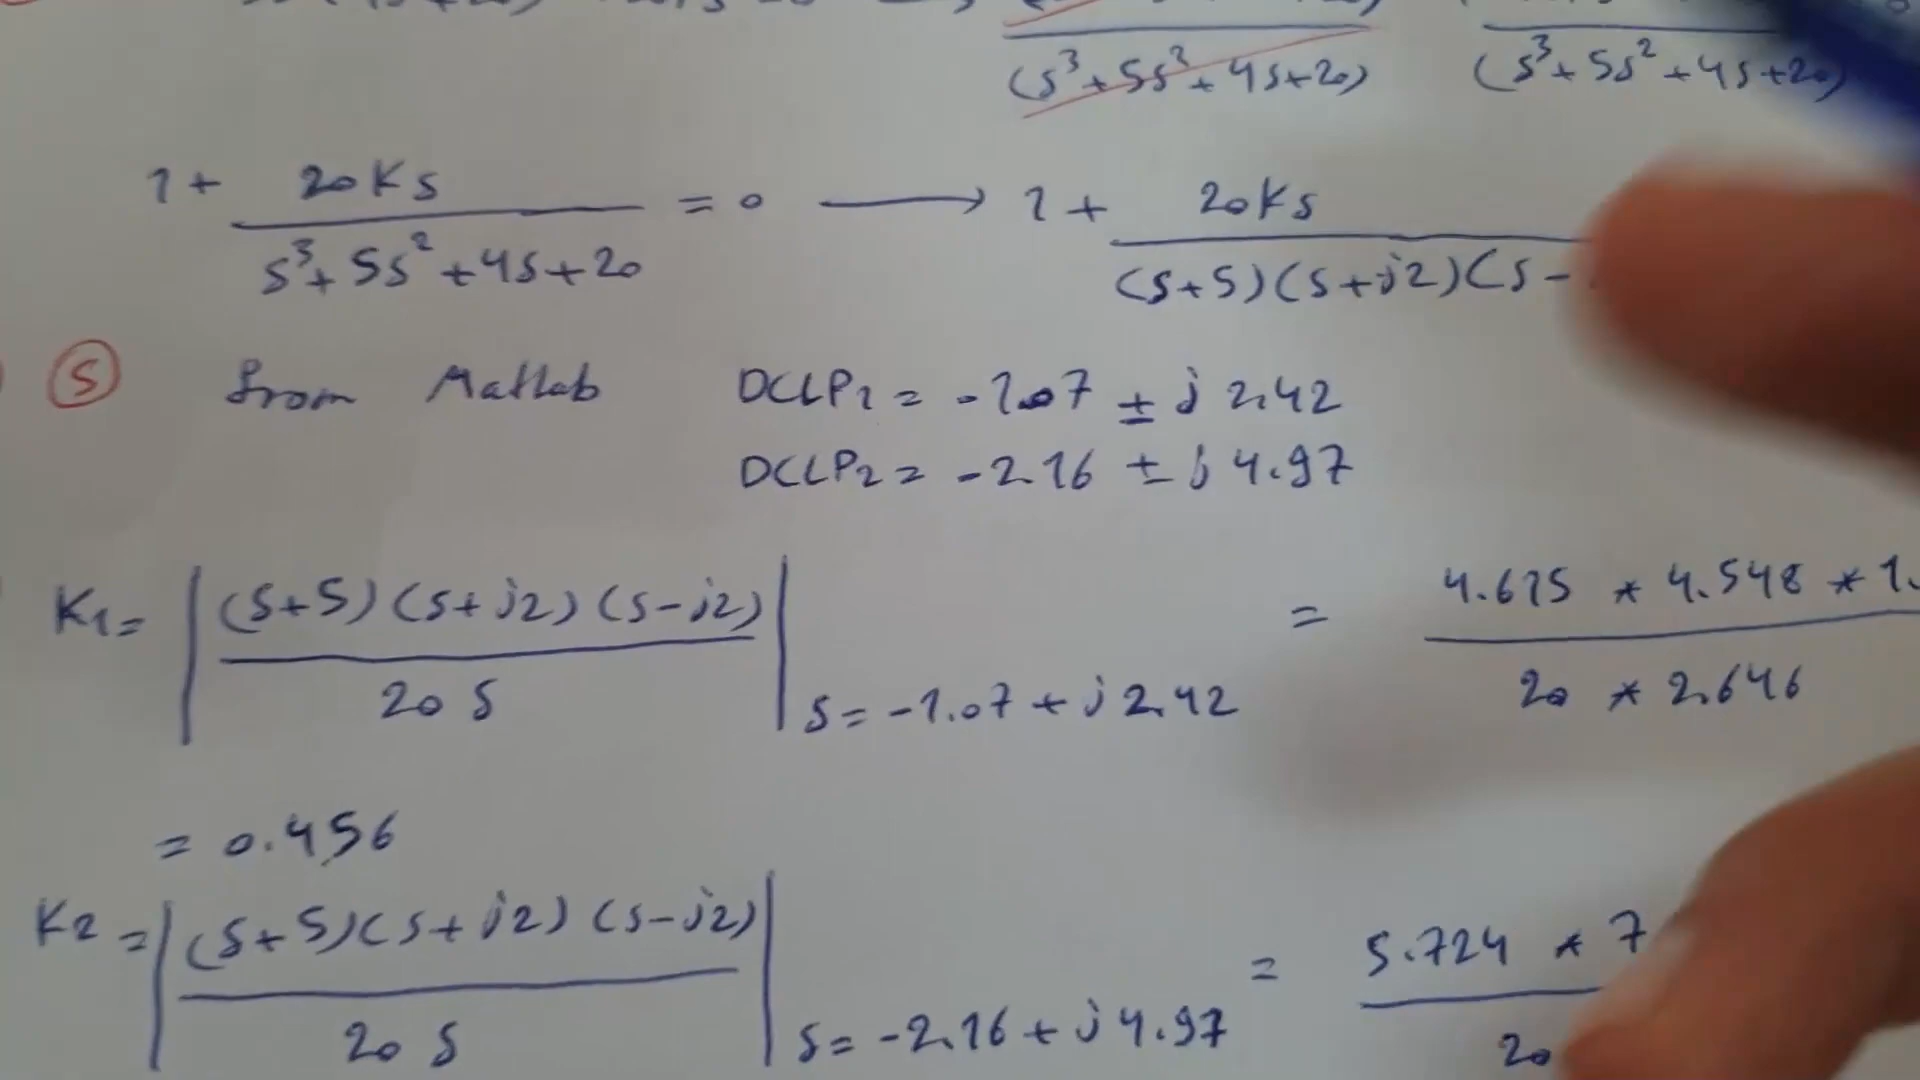 (s³+5s²+4s+20) (s³+5s²+4s+20)
1+ 20Ks / s³+5s²+4s+20 = 0 → 1+ 20Ks / (s+5)(s+j2)(s-
(5) from Matlab DCLP1 = -1.07 ± j 2.42
DCLP2 = -2.16 ± j 4.97
K1 = |(s+5)(s+j2)(s-j2) / 20 s| s=-1.07+j2.42 = 4.615 * 4.548 * 1. / 20 * 2.646
= 0.456
K2 = |(s+5)(s+j2)(s-j2) / 20 s| s=-2.16+j4.97 = 5.724 * 7 / 20